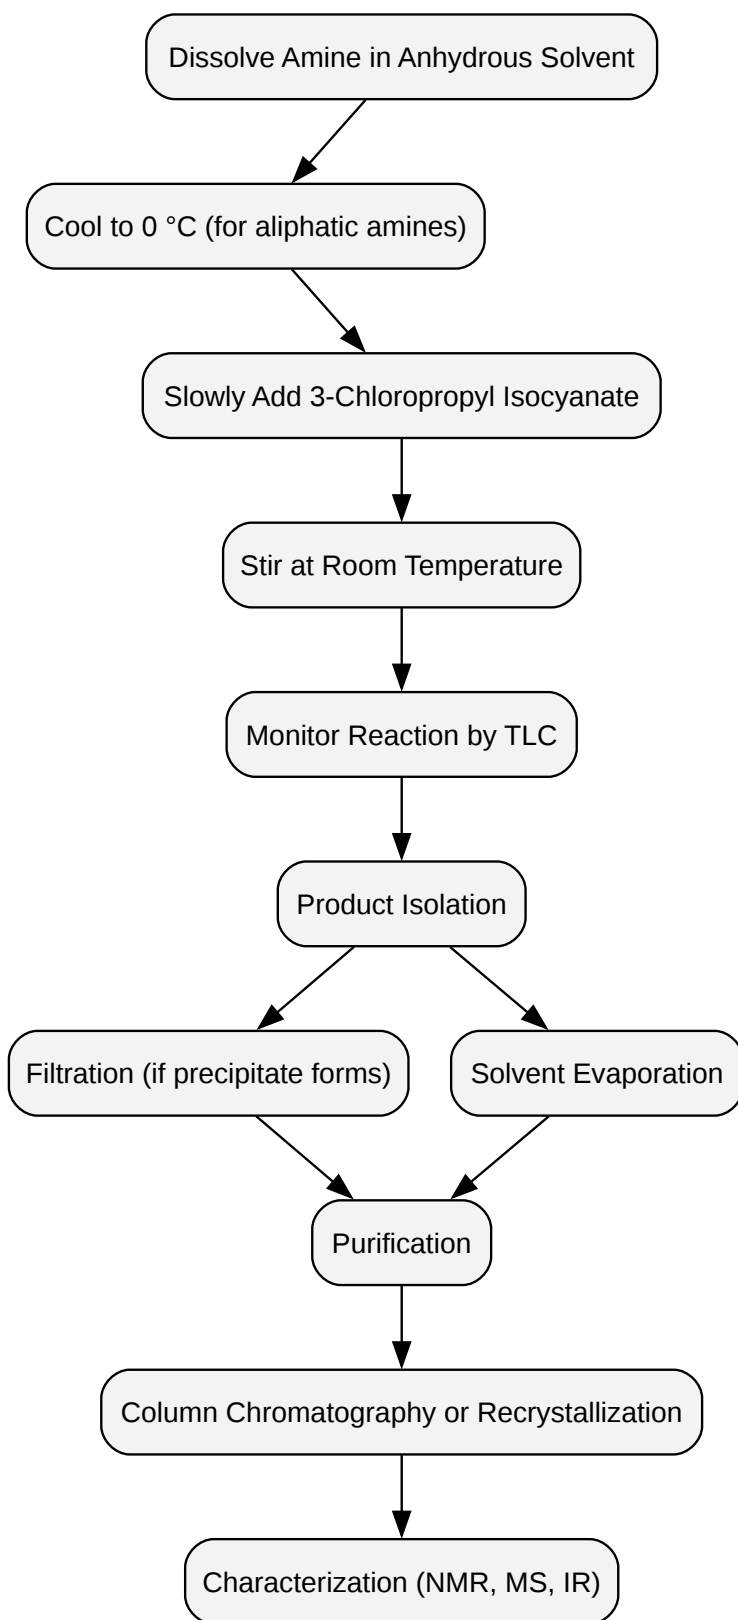 Dissolve Amine in Anhydrous Solvent
Cool to 0 °C (for aliphatic amines)
Slowly Add 3-Chloropropyl Isocyanate
Stir at Room Temperature
Monitor Reaction by TLC
Product Isolation
Filtration (if precipitate forms)
Solvent Evaporation
Purification
Column Chromatography or Recrystallization
Characterization (NMR, MS, IR)